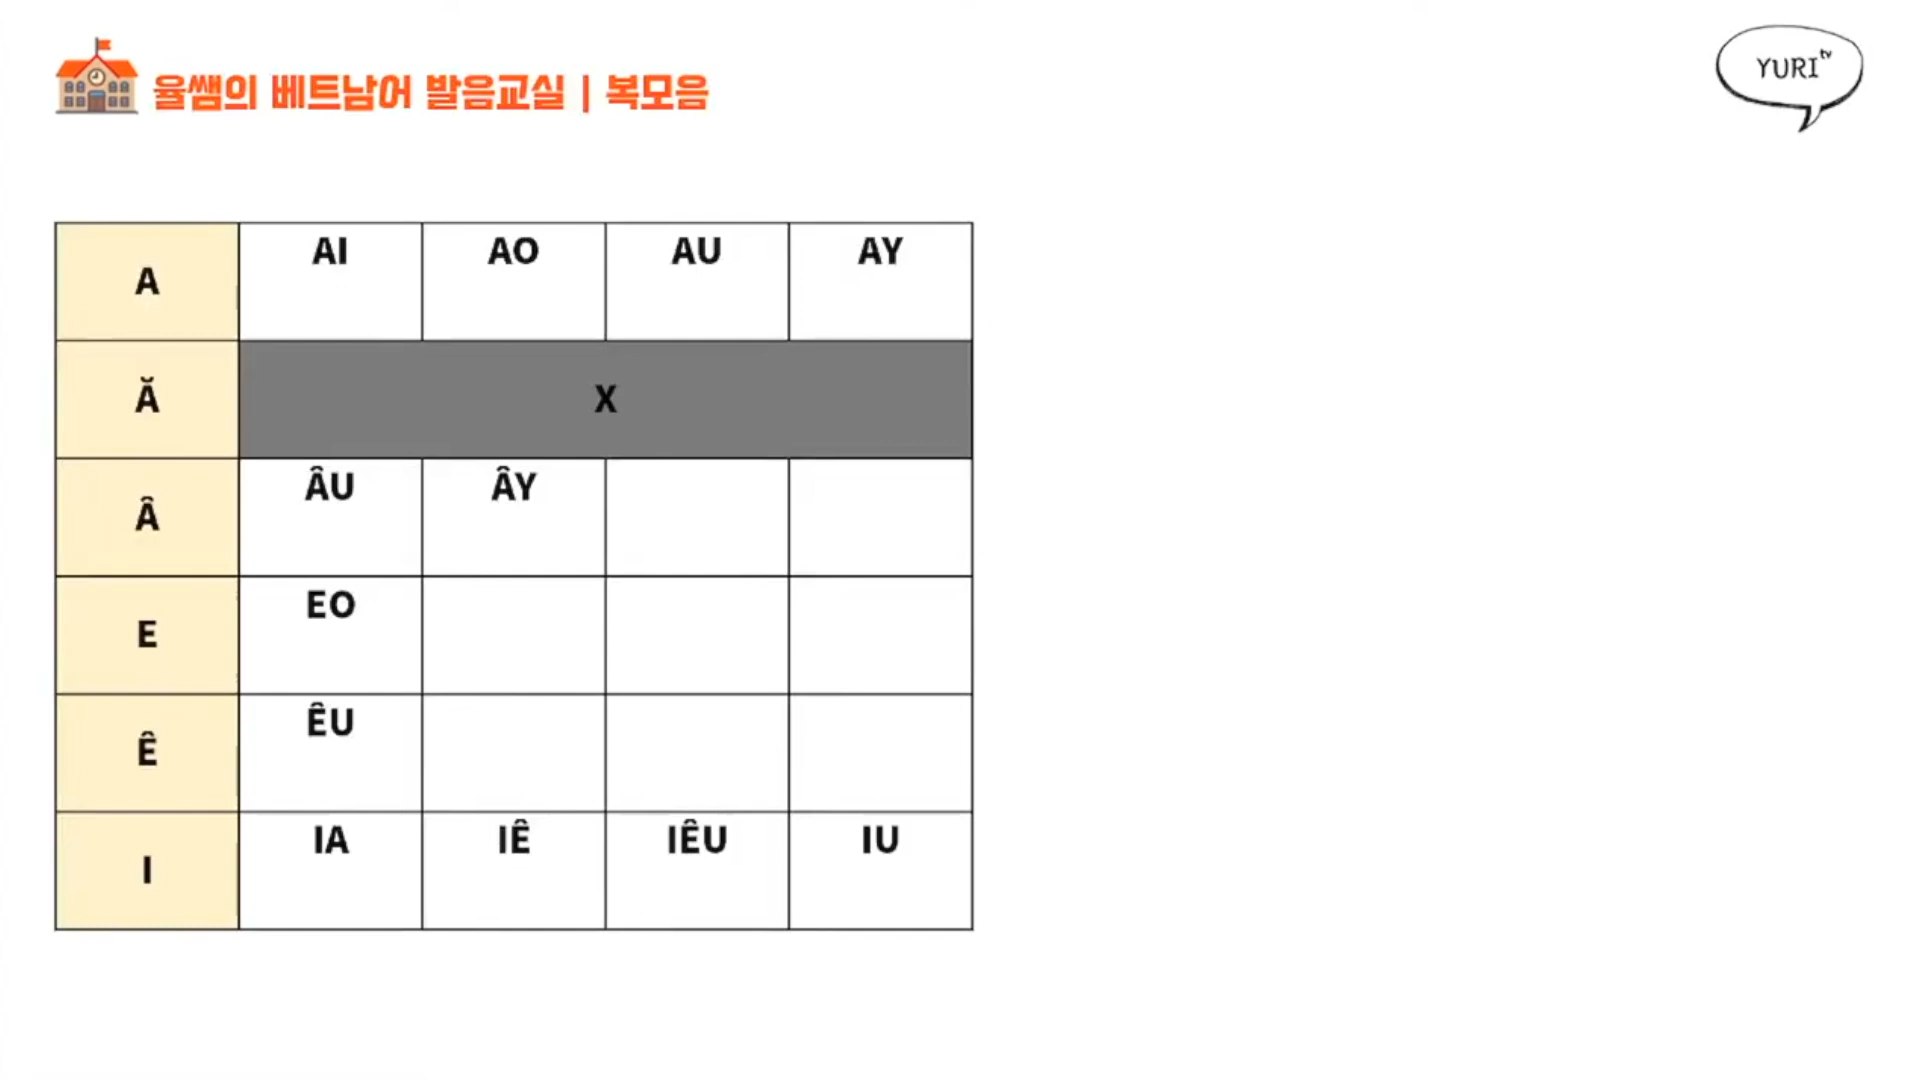 율쌤의 베트남어 발음교실 | 복모음
YURI tv
A AI AO AU AY
Ă X
Â ÂU ÂY
E EO
Ê ÊU
I IA IÊ IÊU IU